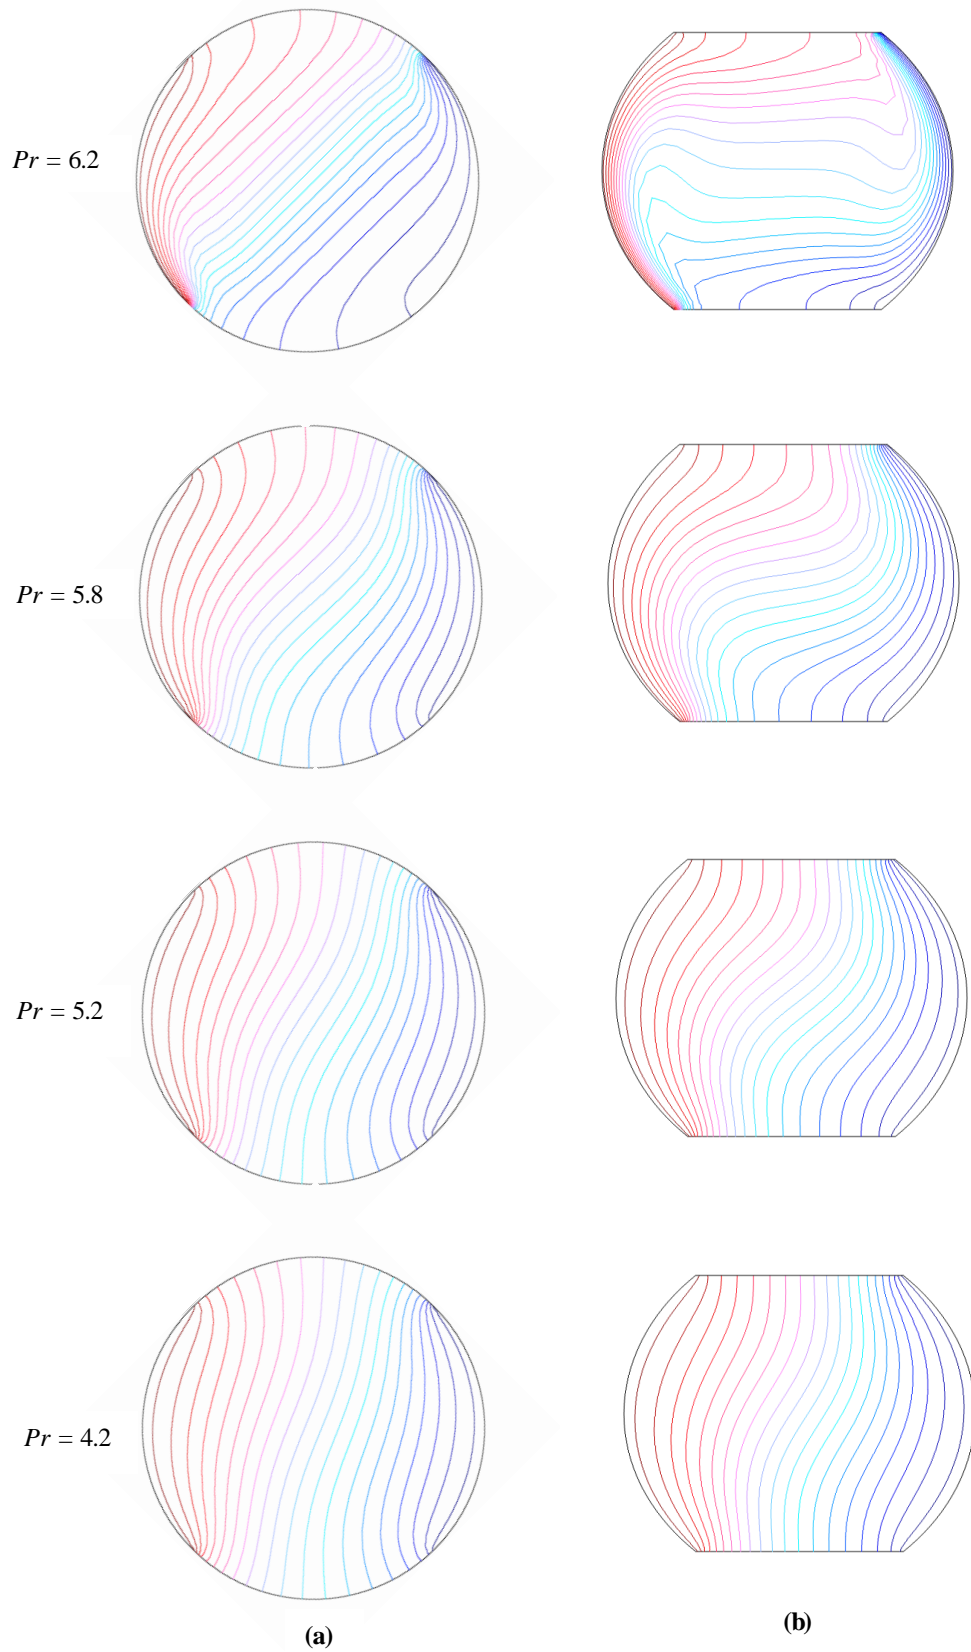 Pr = 6.2
Pr = 5.8
Pr = 5.2
Pr = 4.2
(a)
(b)